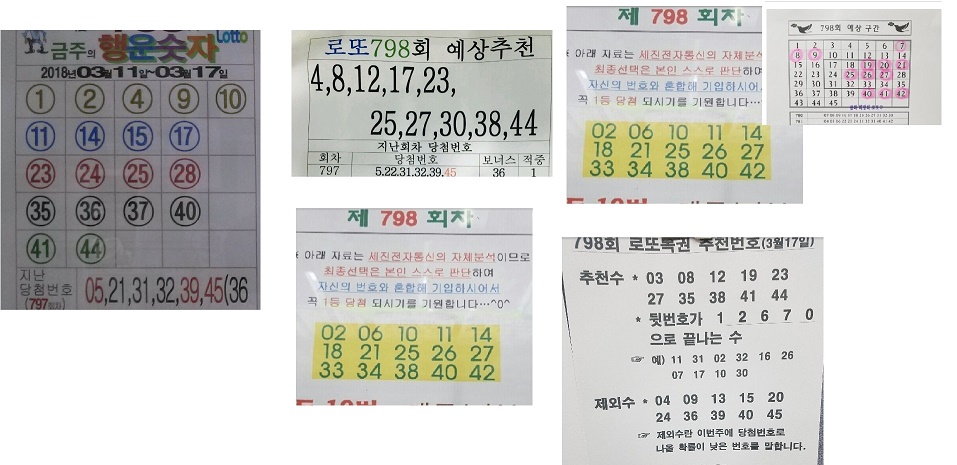 금주의 행운숫자 Lotto
2018년03월11일~03월17일
1 2 4 9 10
11 14 15 17
23 24 25 28
35 36 37 40
41 44
지난
당첨번호
(797회차)
05,21,31,32,39,45(36
로또798회 예상추천
4,8,12,17,23,
25,27,30,38,44
지난회차 당첨번호
회차 당첨번호 보너스 적중
797 5.22.31.32.39.45 36 1
제 798 회차
아래 자료는 세진전자통신의 자체분석
최종선택은 본인 스스로 판단하여
자신의 번호와 혼합해 기입하시어서
꼭 1등 당첨 되시기를 기원합니다...
02 06 10 11 14
18 21 25 26 27
33 34 38 40 42
798회 예상 구간
1 2 3 4 5 6 7
8 9 10 11 12 13 14
15 16 17 18 19 20 21
22 23 24 25 26 27 28
29 30 31 32 33 34 35
36 37 38 39 40 41 42
43 44 45
제 798 회차
아래 자료는 세진전자통신의 자체분석이므로
최종선택은 본인 스스로 판단하여
자신의 번호와 혼합해 기입하시어서
꼭 1등 당첨 되시기를 기원합니다...^0^
02 06 10 11 14
18 21 25 26 27
33 34 38 40 42
798회 로또복권 추천번호(3월17일)
추천수 * 03 08 12 19 23
27 35 38 41 44
* 뒷번호가 1 2 6 7 0
으로 끝나는 수
☞ 예) 11 31 02 32 16 26
07 17 10 30
제외수 * 04 09 13 15 20
24 36 39 40 45
☞ 제외수란 이번주에 당첨번호로
나올 확률이 낮은 번호를 말합니다.